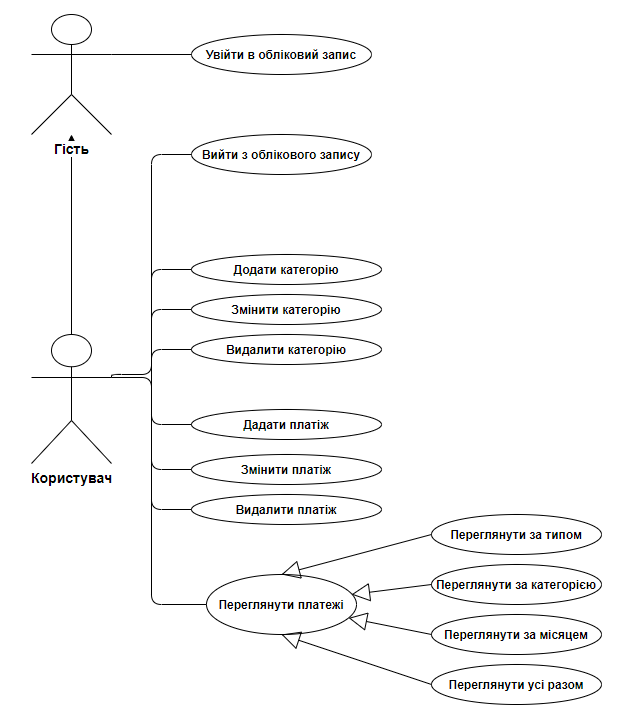 Увійти в обліковий запис
Гість
Вийти з облікового запису
Додати категорію
Змінити категорію
Видалити категорію
Дадати платіж
Змінити платіж
Користувач
Видалити платіж
Переглянути за типом
Переглянути за категорією
Переглянути платежі
Переглянути за місяцем
Переглянути усі разом